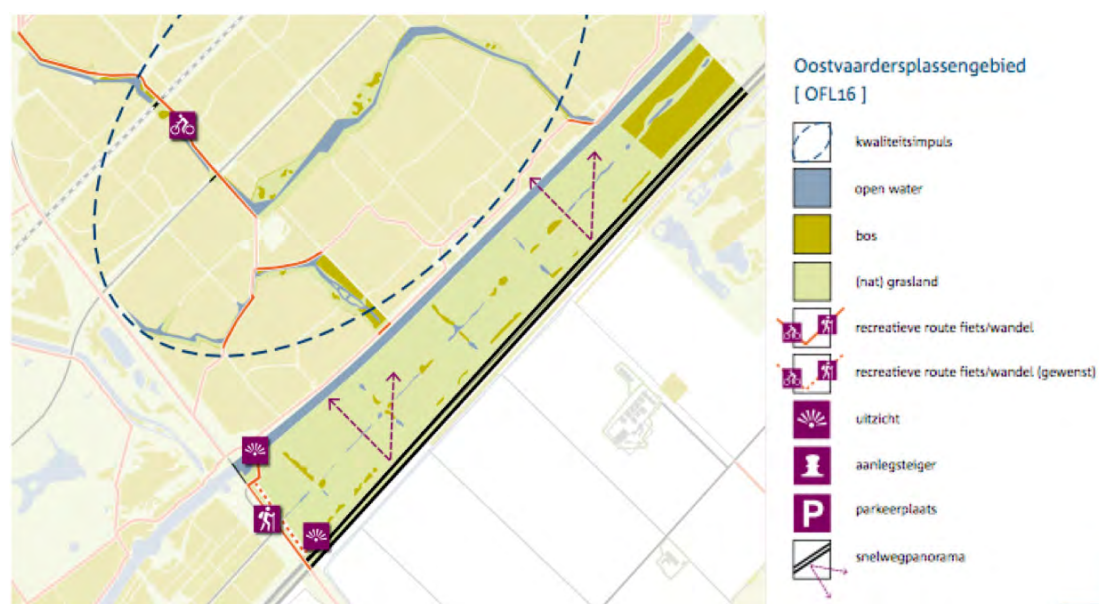 Oostvaardersplassengebied
[ OFL16 ]
kwaliteitsimpuls
open water
bos
(nat) grasland
recreatieve route fiets/wandel
recreatieve route fiets/wandel (gewenst)
uitzicht
aanlegsteiger
P
parkeerplaats
snelwegpanorama